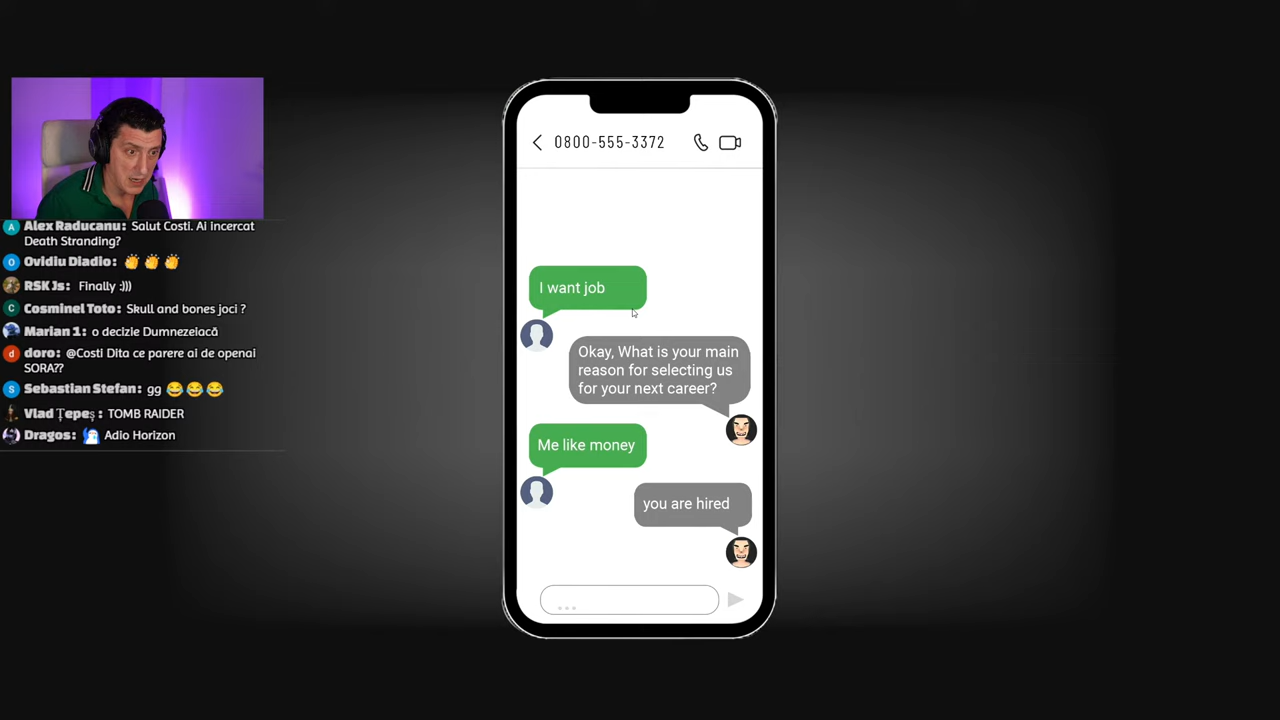 Alex Raducanu: Salut Costi. Ai incercat
Death Stranding?
Ovidiu Diadio:
RSK Js: Finally :)))
Cosminel Toto: Skull and bones joci ?
Marian 1: o decizie Dumnezeiacă
doro: @Costi Dita ce parere ai de openai
SORA??
Sebastian Stefan: gg
Vlad Țepeș : TOMB RAIDER
Dragos: Adio Horizon
0800-555-3372
I want job
Okay, What is your main
reason for selecting us
for your next career?
Me like money
you are hired
...